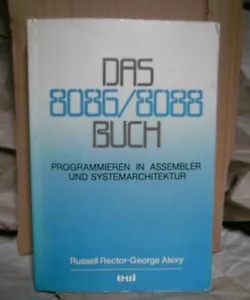 DAS
8086/8088
BUCH
PROGRAMMIEREN IN ASSEMBLER
UND SYSTEMARCHITEKTUR
Russell Rector-George Alexy